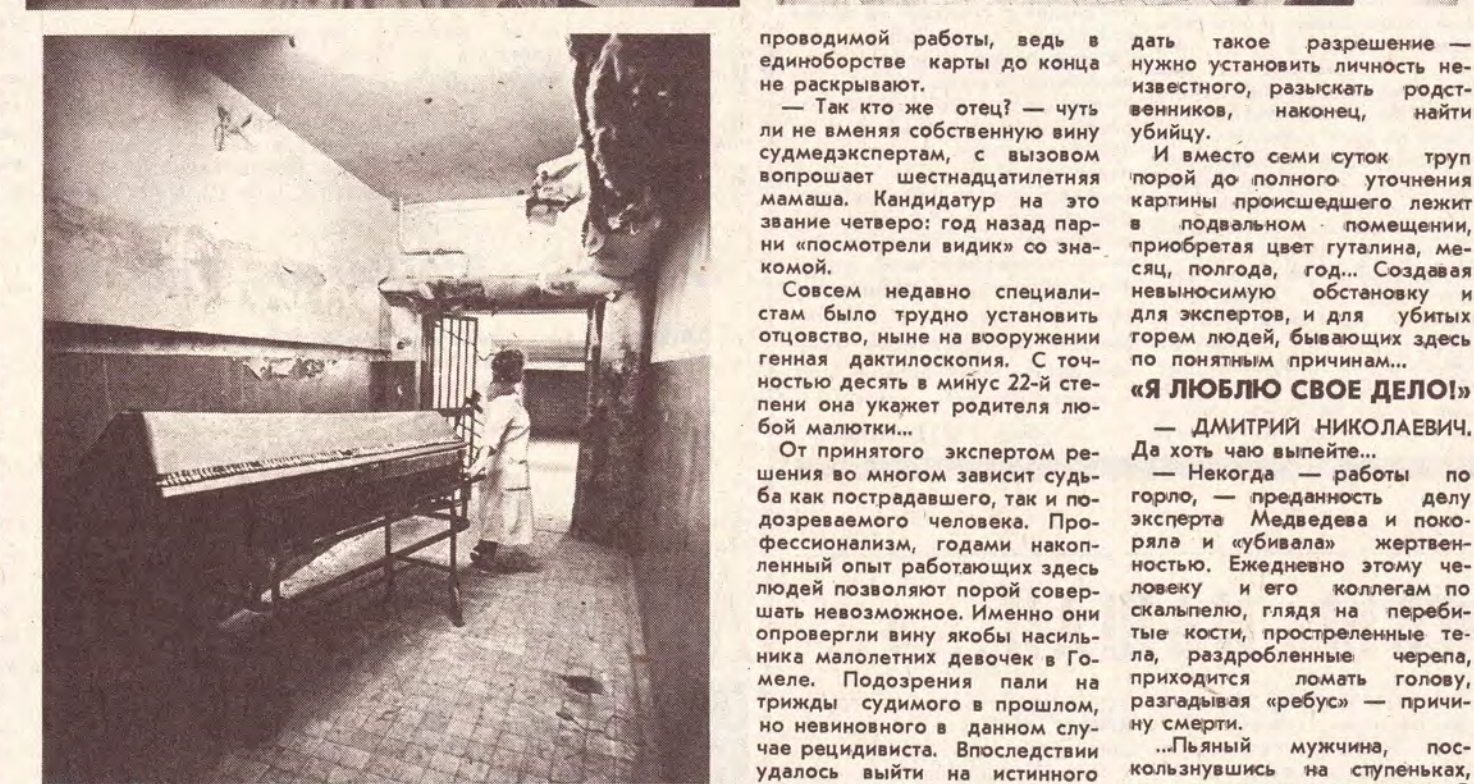 проводимой работы, ведь в
единоборстве карты до конца
не раскрывают.
— Так кто же отец? — чуть
ли не вменяя собственную вину
судмедэкспертам, с вызовом
вопрошает шестнадцатилетняя
мамаша. Кандидатур на это
звание четверо: год назад пар-
ни «посмотрели видик» со зна-
комой.
Совсем недавно специали-
стам было трудно установить
отцовство, ныне на вооружении
генная дактилоскопия. С точ-
ностью десять в минус 22-й сте-
пени она укажет родителя лю-
бой малютки...
От принятого экспертом ре-
шения во многом зависит судь-
ба как пострадавшего, так и по-
дозреваемого человека. Про-
фессионализм, годами накоп-
ленный опыт работающих здесь
людей позволяют порой совер-
шать невозможное. Именно они
опровергли вину якобы насиль-
ника малолетних девочек в Го-
меле. Подозрения пали на
трижды судимого в прошлом,
но невиновного в данном слу-
чае рецидивиста. Впоследствии
удалось выйти на истинного
дать такое разрешение —
нужно установить личность не-
известного, разыскать родст-
венников, наконец, найти
убийцу.
И вместо семи суток труп
порой до полного уточнения
картины происшедшего лежит
в подвальном помещении,
приобретая цвет гуталина, ме-
сяц, полгода, год... Создавая
невыносимую обстановку и
для экспертов, и для убитых
горем людей, бывающих здесь
по понятным причинам...
«Я ЛЮБЛЮ СВОЕ ДЕЛО!»
— ДМИТРИЙ НИКОЛАЕВИЧ.
Да хоть чаю выпейте...
— Некогда — работы по
горло, — преданность делу
эксперта Медведева и поко-
ряла и «убивала» жертвен-
ностью. Ежедневно этому че-
ловеку и его коллегам по
скальпелю, глядя на переби-
тые кости, простреленные те-
ла, раздробленные черепа,
приходится ломать голову,
разгадывая «ребус» — причи-
ну смерти.
...Пьяный мужчина, пос-
кользнувшись на ступеньках,